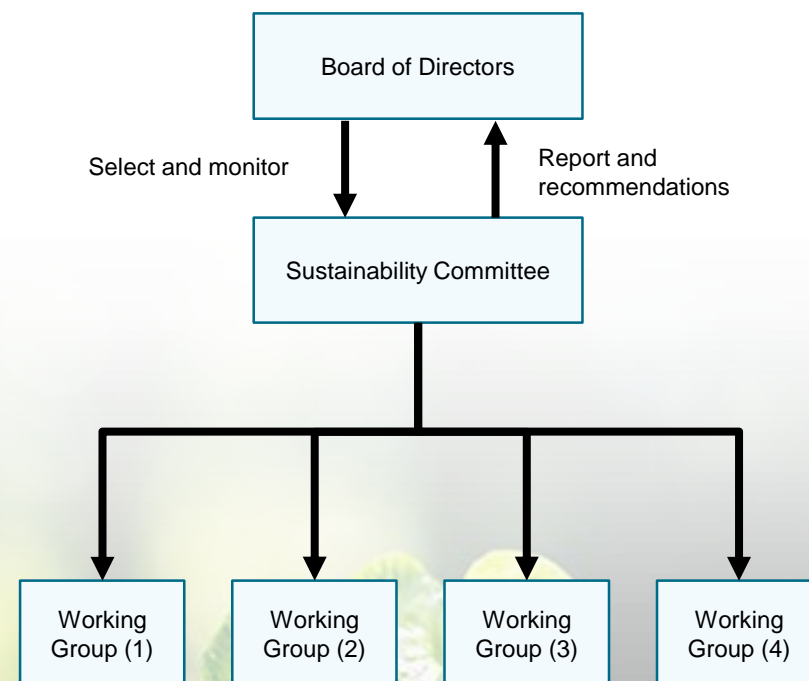 Board of Directors
Select and monitor
Report and
recommendations
Sustainability Committee
Working
Group (1)
Working
Group (2)
Working
Group (3)
Working
Group (4)